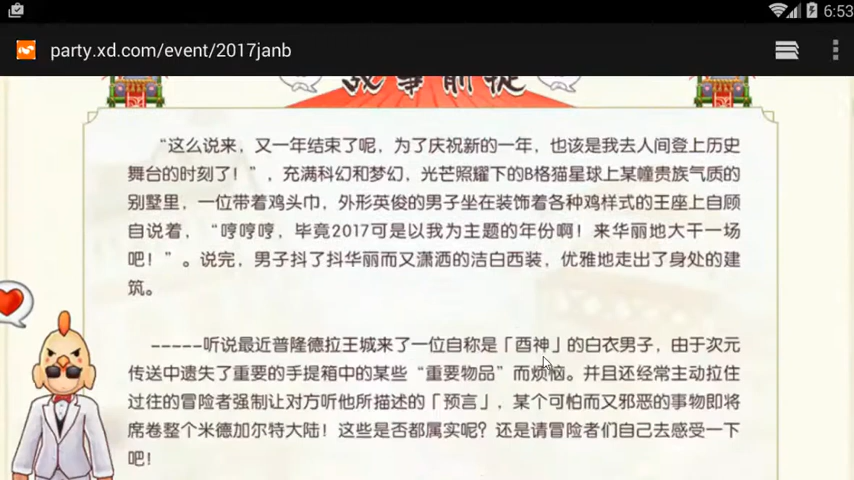 6:53
party.xd.com/event/2017janb
故事前提
“这么说来，又一年结束了呢，为了庆祝新的一年，也该是我去人间登上历史
舞台的时刻了！”，充满科幻和梦幻，光芒照耀下的B格猫星球上某幢贵族气质的
别墅里，一位带着鸡头巾，外形英俊的男子坐在装饰着各种鸡样式的王座上自顾
自说着，“哼哼哼，毕竟2017可是以我为主题的年份啊！来华丽地大干一场
吧！”。说完，男子抖了抖华丽而又潇洒的洁白西装，优雅地走出了身处的建
筑。
-----听说最近普隆德拉王城来了一位自称是「酉神」的白衣男子，由于次元
传送中遗失了重要的手提箱中的某些“重要物品”而烦恼。并且还经常主动拉住
过往的冒险者强制让对方听他所描述的「预言」，某个可怕而又邪恶的事物即将
席卷整个米德加尔特大陆！这些是否都属实呢？还是请冒险者们自己去感受一下
吧！